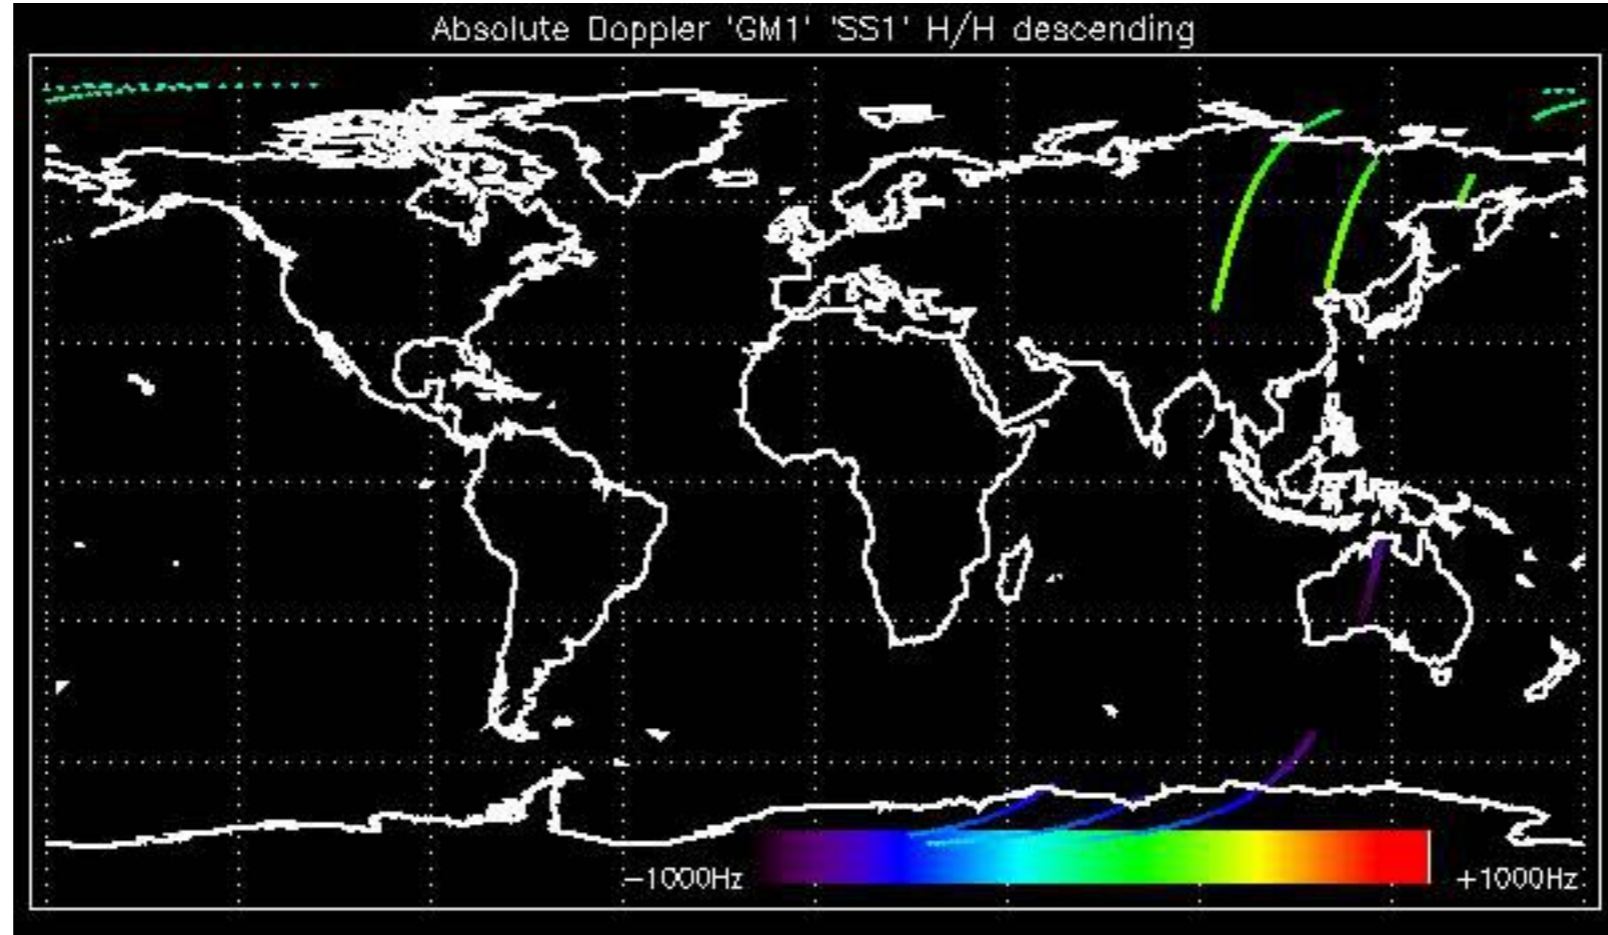 Absolute Doppler 'GM1' 'SS1' H/H descending
-1000Hz +1000Hz